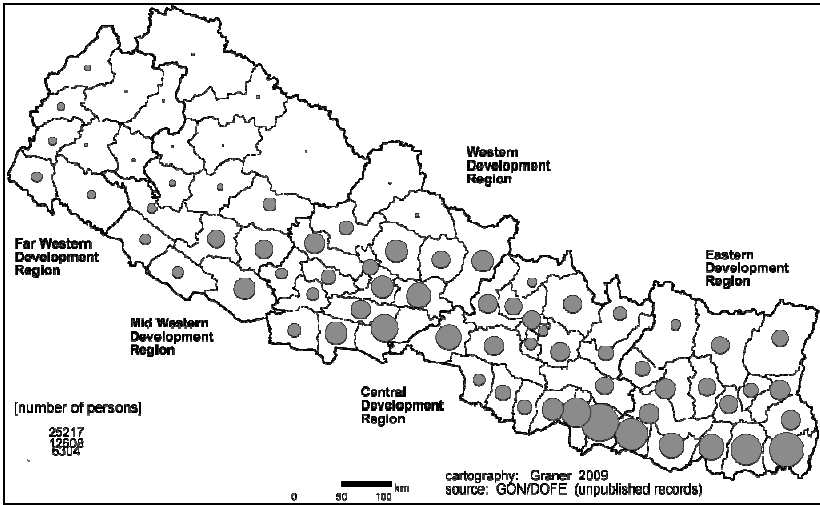 Western
Development
Region
Eastern
Development
Region
Far Western
Development
Region
Mid Western
Development
Region
Central
Development
Region
[number of persons]
25217
12608
6304
0 50 100 km
cartography: Graner 2009
source: GON/DOFE (unpublished records)